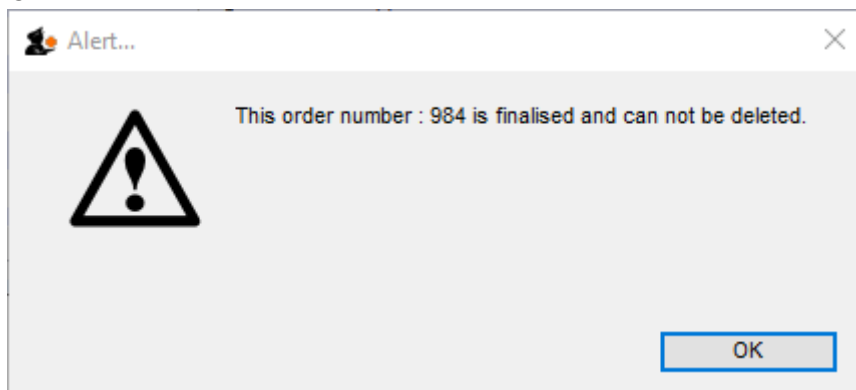 Alert...
This order number : 984 is finalised and can not be deleted.
OK